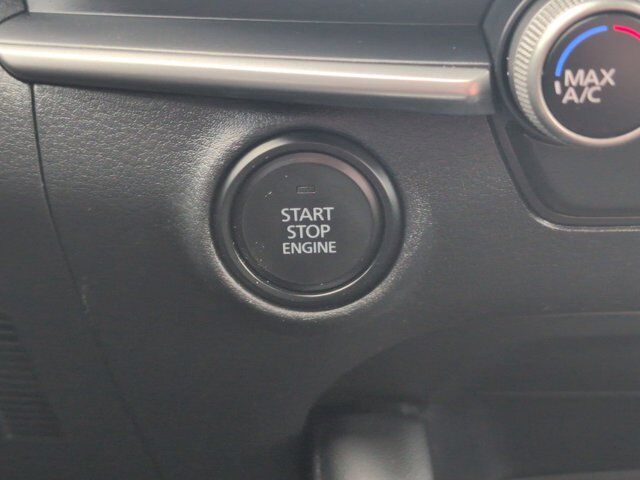 START
STOP
ENGINE
MAX
A/C